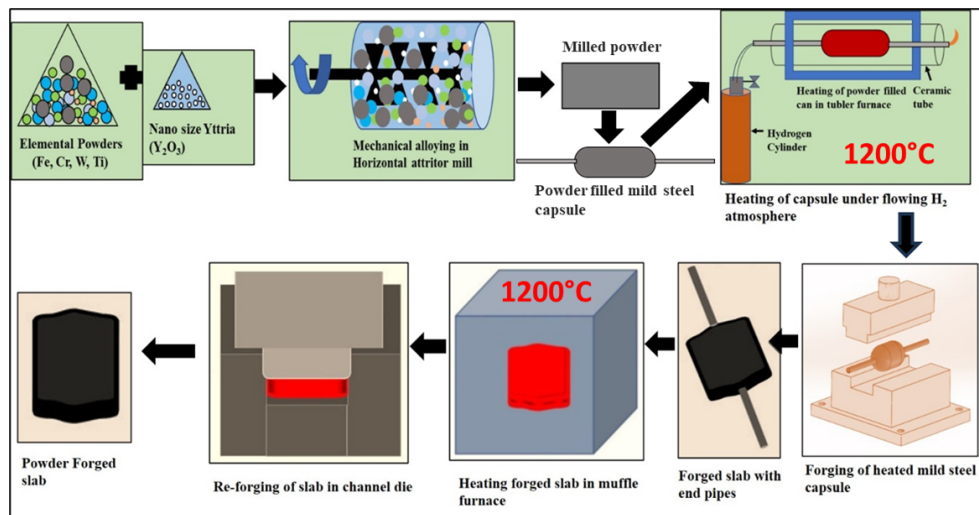 Elemental Powders
(Fe, Cr, W, Ti)
Nano size Yttria
(Y₂O₃)
Mechanical alloying in
Horizontal attritor mill
Milled powder
Powder filled mild steel
capsule
Heating of powder filled
can in tubler furnace
Ceramic
tube
Hydrogen
Cylinder
1200°C
Heating of capsule under flowing H₂
atmosphere
Forging of heated mild steel
capsule
Forged slab with
end pipes
1200°C
Heating forged slab in muffle
furnace
Re-forging of slab in channel die
Powder Forged
slab